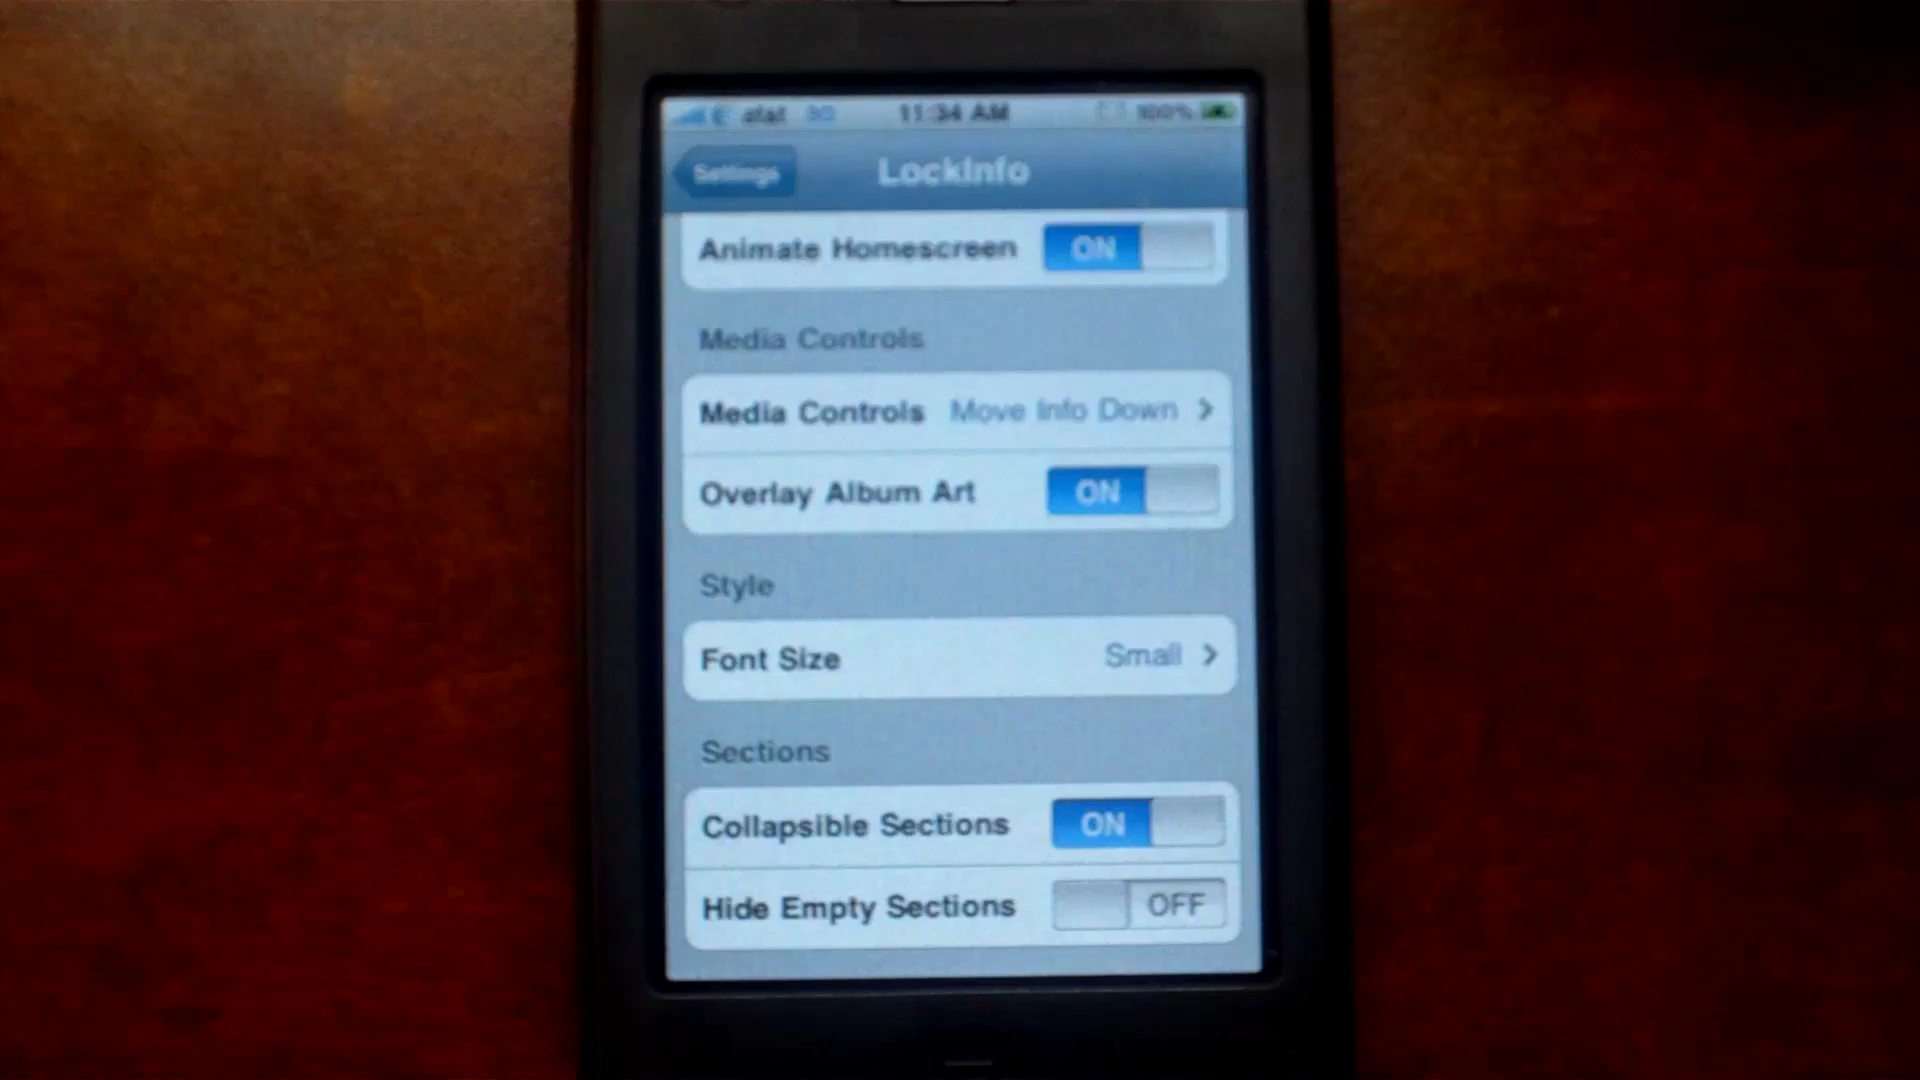 at&t 3G 11:34 AM 100%
Settings LockInfo
Animate Homescreen ON
Media Controls
Media Controls Move Info Down
Overlay Album Art ON
Style
Font Size Small
Sections
Collapsible Sections ON
Hide Empty Sections OFF